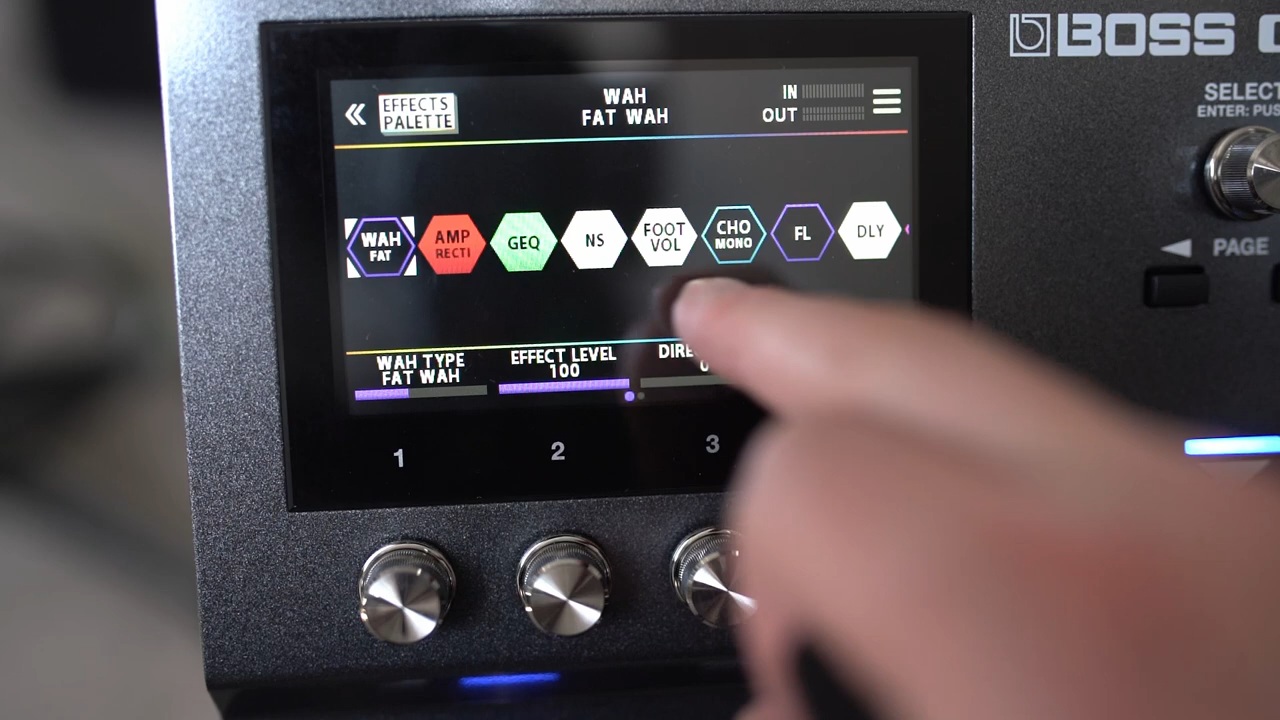 BOSS
EFFECTS
PALETTE
WAH
FAT WAH
IN
OUT
SELECT
ENTER: PUS
WAH
FAT
AMP
RECTI
GEQ
NS
FOOT
VOL
CHO
MONO
FL
DLY
PAGE
WAH TYPE
FAT WAH
EFFECT LEVEL
100
DIRE
1
2
3